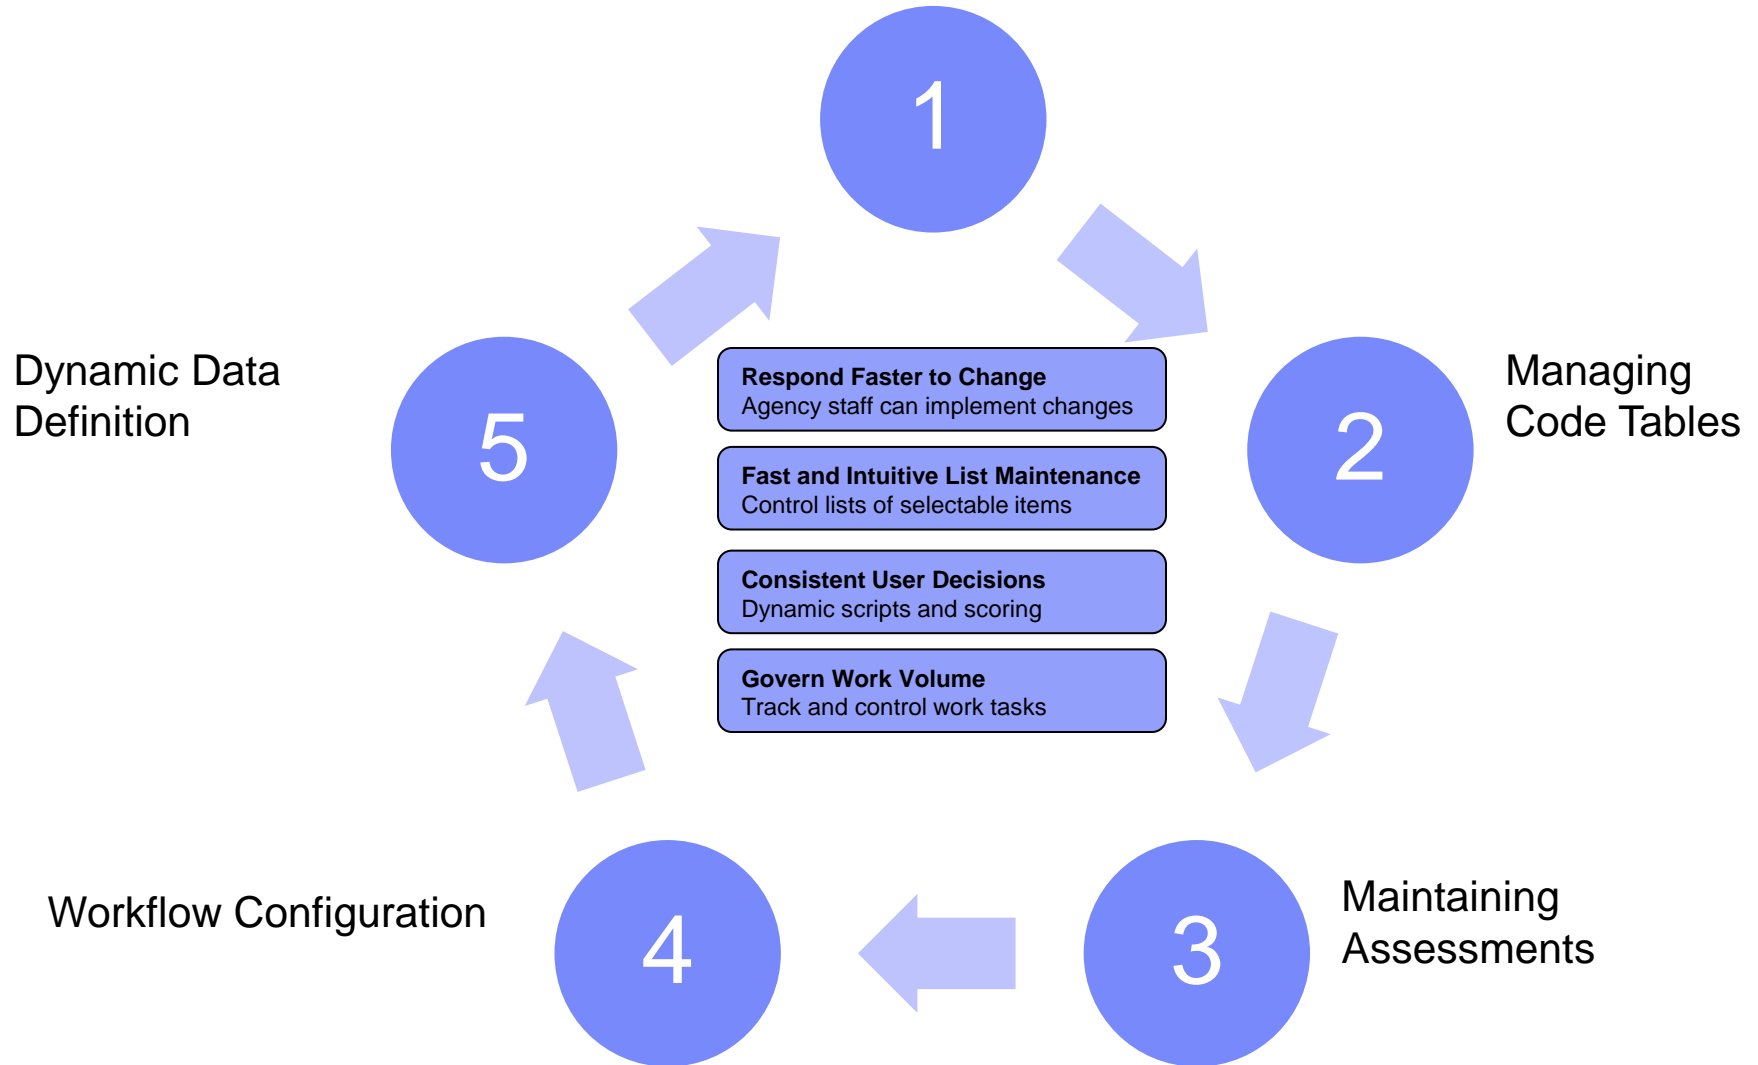 1
Dynamic Data
Definition
5
Respond Faster to Change
Agency staff can implement changes
Fast and Intuitive List Maintenance
Control lists of selectable items
Consistent User Decisions
Dynamic scripts and scoring
Govern Work Volume
Track and control work tasks
2
Managing
Code Tables
Workflow Configuration
4
3
Maintaining
Assessments